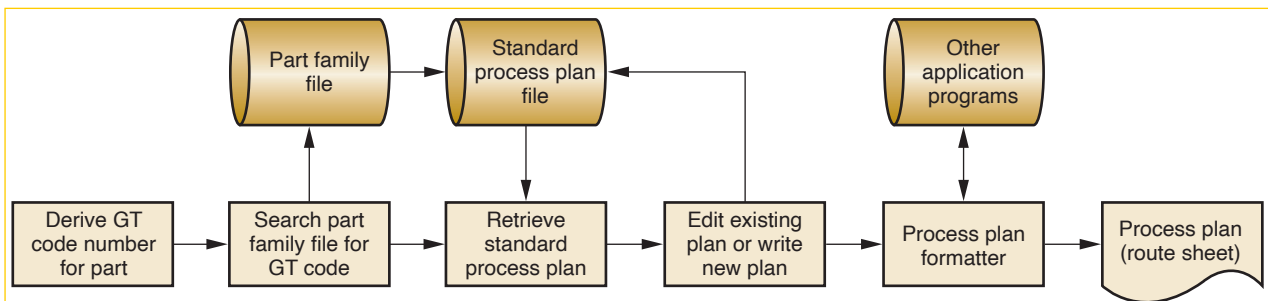 Part family
file
Standard
process plan
file
Other
application
programs
Derive GT
code number
for part
Search part
family file for
GT code
Retrieve
standard
process plan
Edit existing
plan or write
new plan
Process plan
formatter
Process plan
(route sheet)